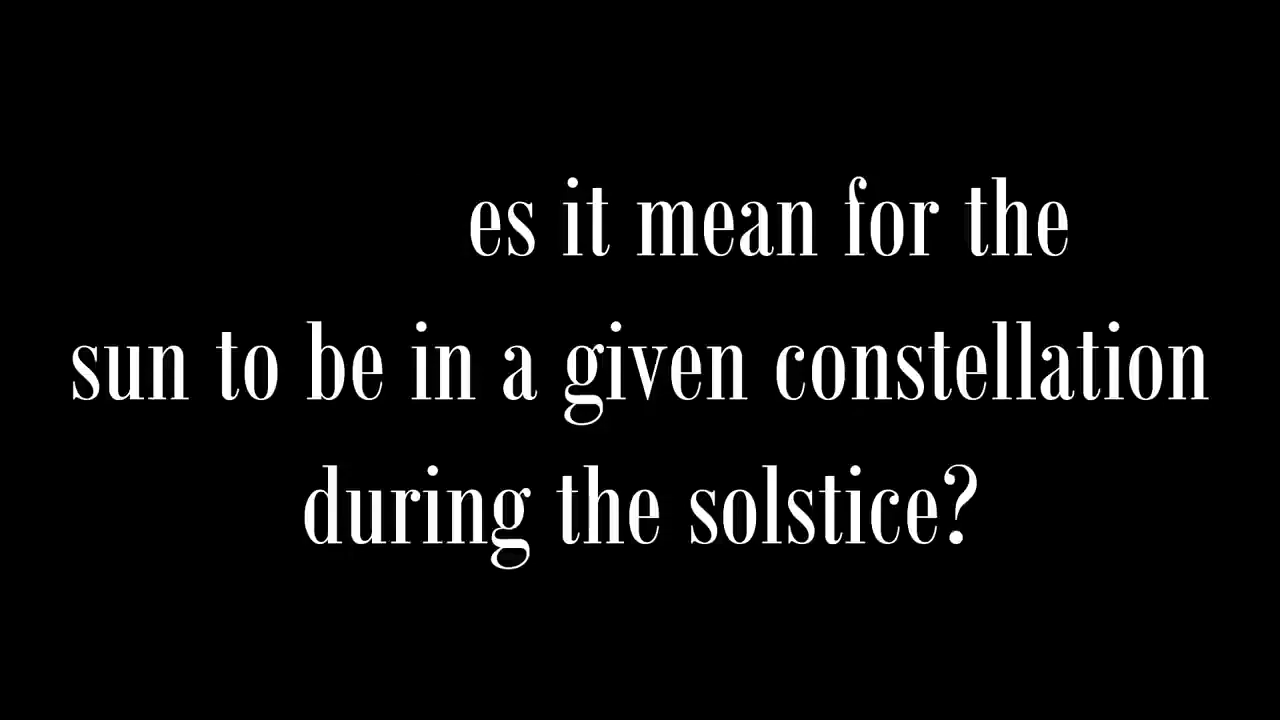 es it mean for the
sun to be in a given constellation
during the solstice?